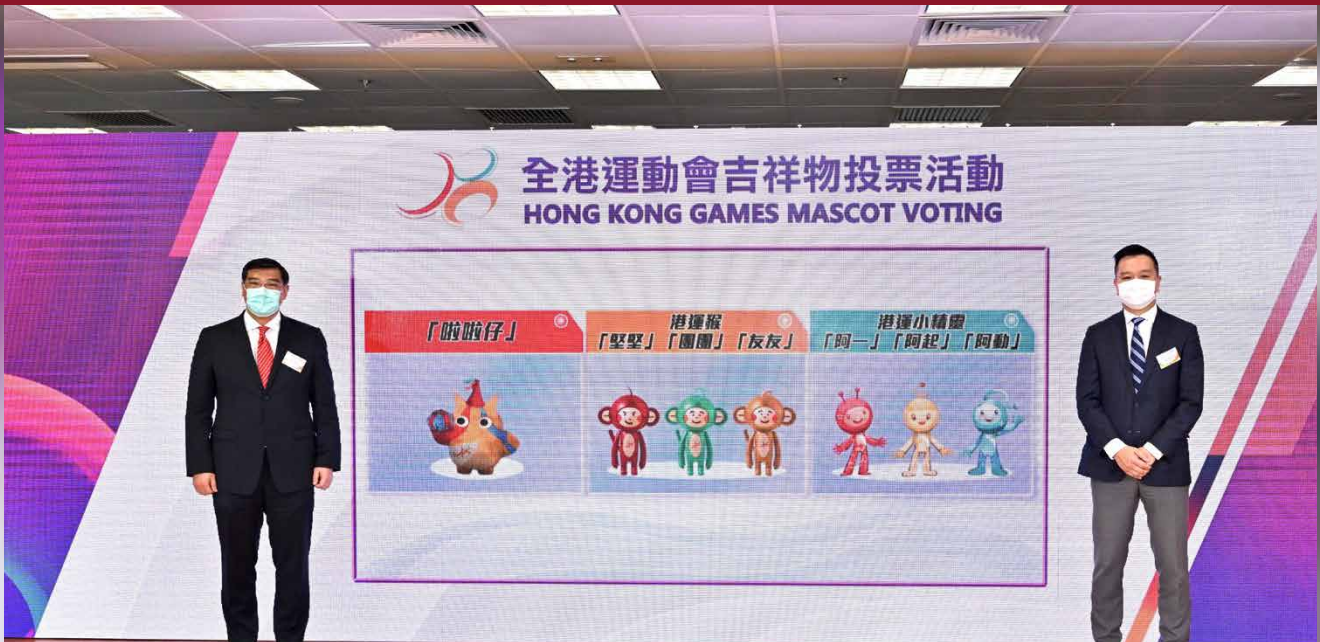 全港運動會吉祥物投票活動
HONG KONG GAMES MASCOT VOTING
「啦啦仔」
港運猴
「堅堅」「團團」「友友」
港運小精靈
「阿一」「阿起」「阿動」